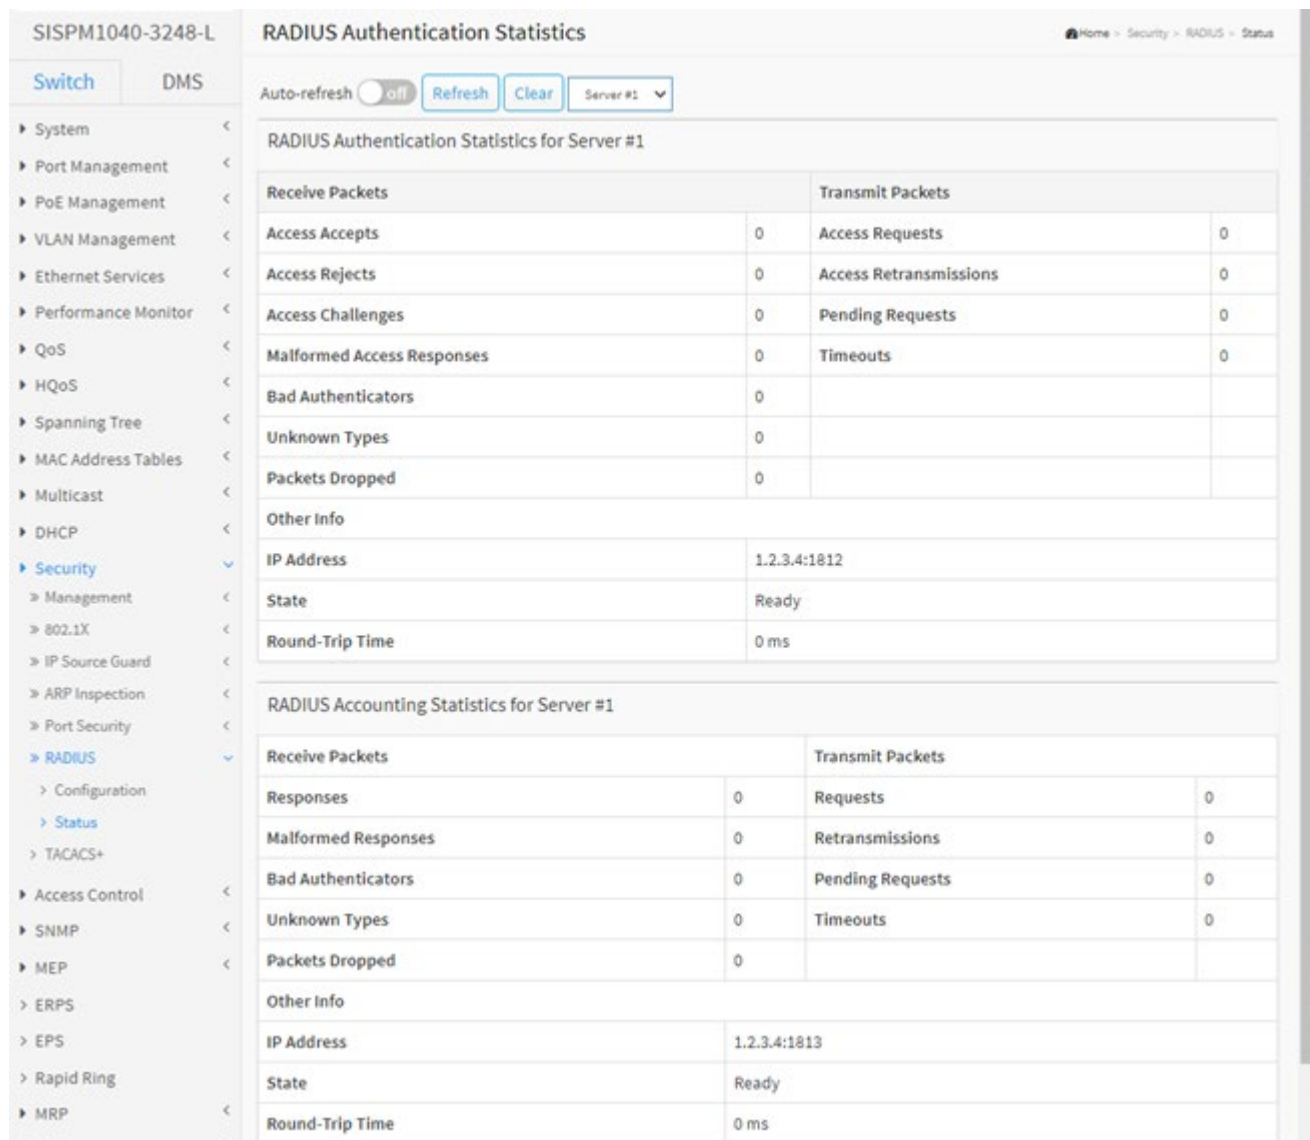 SISPM1040-3248-L
Switch DMS
System
Port Management
PoE Management
VLAN Management
Ethernet Services
Performance Monitor
QoS
HQoS
Spanning Tree
MAC Address Tables
Multicast
DHCP
Security
Management
802.1X
IP Source Guard
ARP Inspection
Port Security
RADIUS
Configuration
Status
TACACS+
Access Control
SNMP
MEP
ERPS
EPS
Rapid Ring
MRP
RADIUS Authentication Statistics
Home > Security > RADIUS > Status
Auto-refresh off Refresh Clear Server #1
RADIUS Authentication Statistics for Server #1
Receive Packets Transmit Packets
Access Accepts 0 Access Requests 0
Access Rejects 0 Access Retransmissions 0
Access Challenges 0 Pending Requests 0
Malformed Access Responses 0 Timeouts 0
Bad Authenticators 0
Unknown Types 0
Packets Dropped 0
Other Info
IP Address 1.2.3.4:1812
State Ready
Round-Trip Time 0 ms
RADIUS Accounting Statistics for Server #1
Receive Packets Transmit Packets
Responses 0 Requests 0
Malformed Responses 0 Retransmissions 0
Bad Authenticators 0 Pending Requests 0
Unknown Types 0 Timeouts 0
Packets Dropped 0
Other Info
IP Address 1.2.3.4:1813
State Ready
Round-Trip Time 0 ms